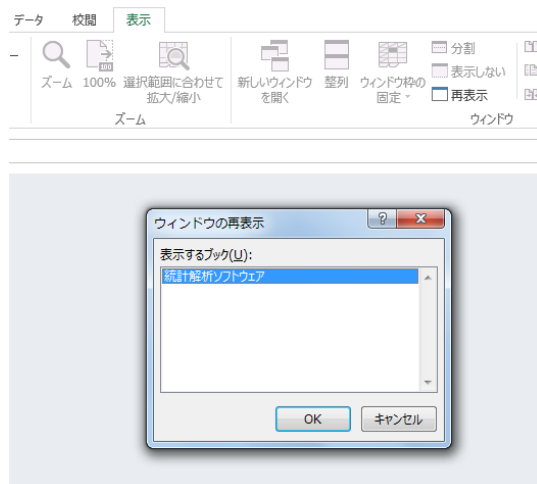 データ 校閲 表示
ズーム 100% 選択範囲に合わせて 拡大/縮小 新しいウィンドウ を開く 整列 ウィンドウ枠の 固定 分割
表示しない
再表示
ズーム ウィンドウ
ウィンドウの再表示
表示するブック(U):
統計解析ソフトウェア
OK キャンセル